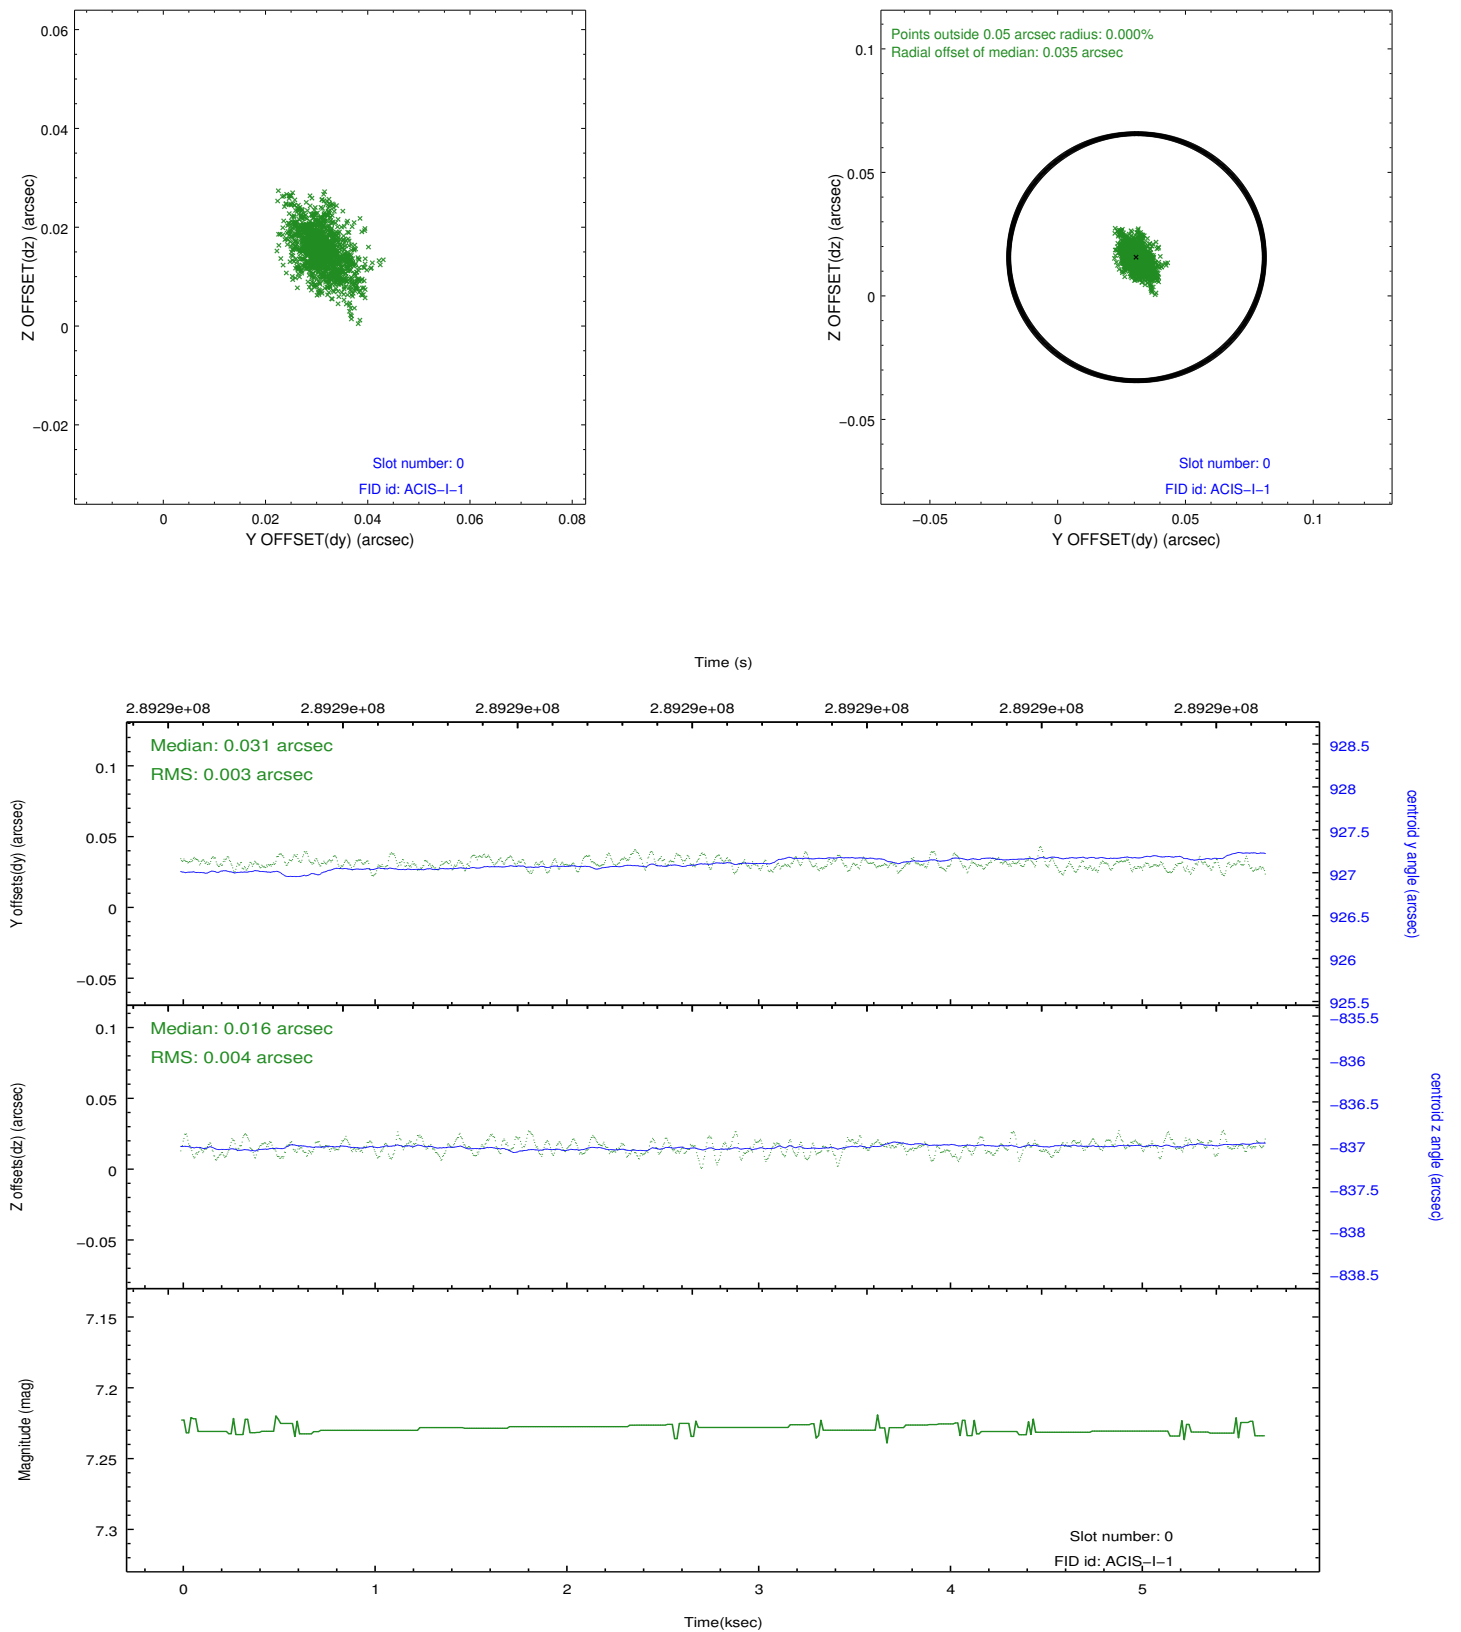 0.06
0.04
0.02
0
−0.02
0
0.02
0.04
0.06
0.08
Z OFFSET(dz) (arcsec)
Y OFFSET(dy) (arcsec)
Slot number: 0
FID id: ACIS−I−1
Points outside 0.05 arcsec radius: 0.000%
Radial offset of median: 0.035 arcsec
0.1
0.05
0
−0.05
−0.05
0
0.05
0.1
Z OFFSET(dz) (arcsec)
Y OFFSET(dy) (arcsec)
Slot number: 0
FID id: ACIS−I−1
Time (s)
2.8929e+08 2.8929e+08 2.8929e+08 2.8929e+08 2.8929e+08 2.8929e+08 2.8929e+08
Median: 0.031 arcsec
RMS: 0.003 arcsec
0.1
0.05
0
−0.05
Y offsets(dy) (arcsec)
928.5
928
927.5
927
926.5
926
925.5
centroid y angle (arcsec)
Median: 0.016 arcsec
RMS: 0.004 arcsec
0.1
0.05
0
−0.05
Z offsets(dz) (arcsec)
−835.5
−836
−836.5
−837
−837.5
−838
−838.5
centroid z angle (arcsec)
7.15
7.2
7.25
7.3
Magnitude (mag)
Slot number: 0
FID id: ACIS−I−1
0 1 2 3 4 5
Time(ksec)